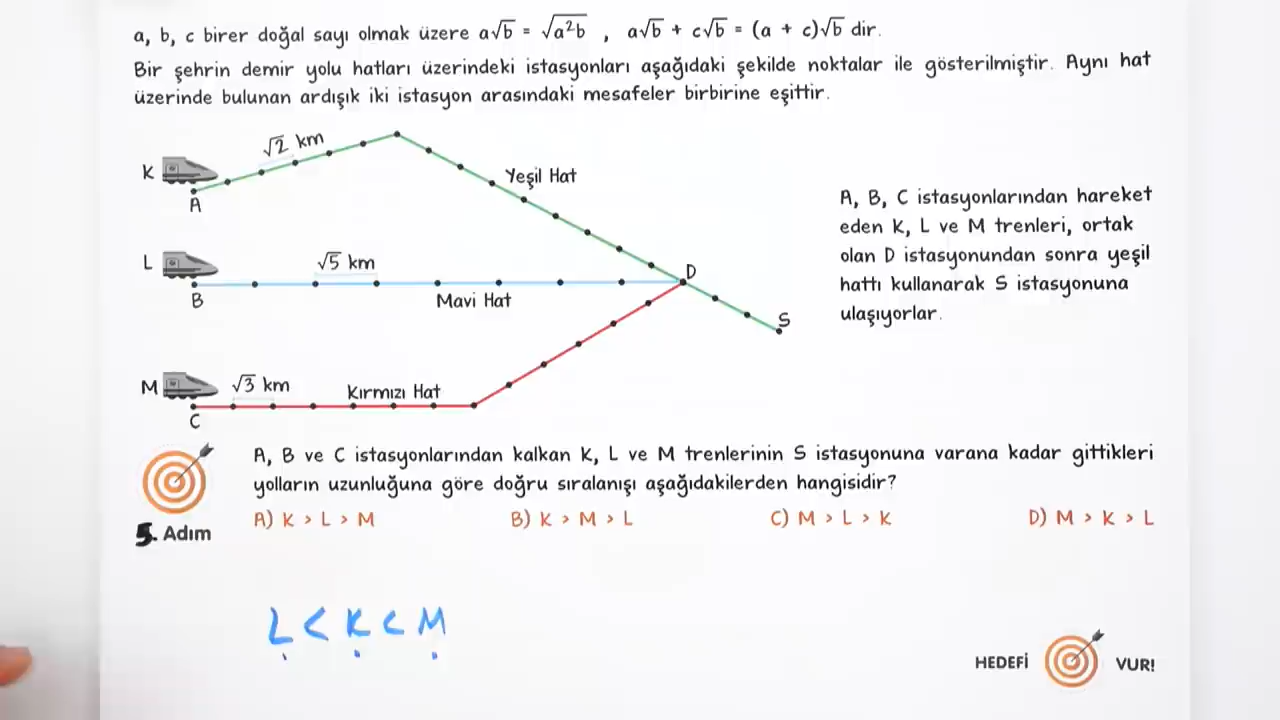 a, b, c birer doğal sayı olmak üzere a√b = √a²b , a√b + c√b = (a + c)√b dir.
Bir şehrin demir yolu hatları üzerindeki istasyonları aşağıdaki şekilde noktalar ile gösterilmiştir. Aynı hat
üzerinde bulunan ardışık iki istasyon arasındaki mesafeler birbirine eşittir.
√2 km
K
A
Yeşil Hat
A, B, C istasyonlarından hareket
eden K, L ve M trenleri, ortak
olan D istasyonundan sonra yeşil
hattı kullanarak S istasyonuna
ulaşıyorlar.
L
√5 km
D
B
Mavi Hat
S
M
√3 km
Kırmızı Hat
C
A, B ve C istasyonlarından kalkan K, L ve M trenlerinin S istasyonuna varana kadar gittikleri
yolların uzunluğuna göre doğru sıralanışı aşağıdakilerden hangisidir?
A) K > L > M B) K > M > L C) M > L > K D) M > K > L
5. Adım
L < K < M
HEDEFİ VUR!